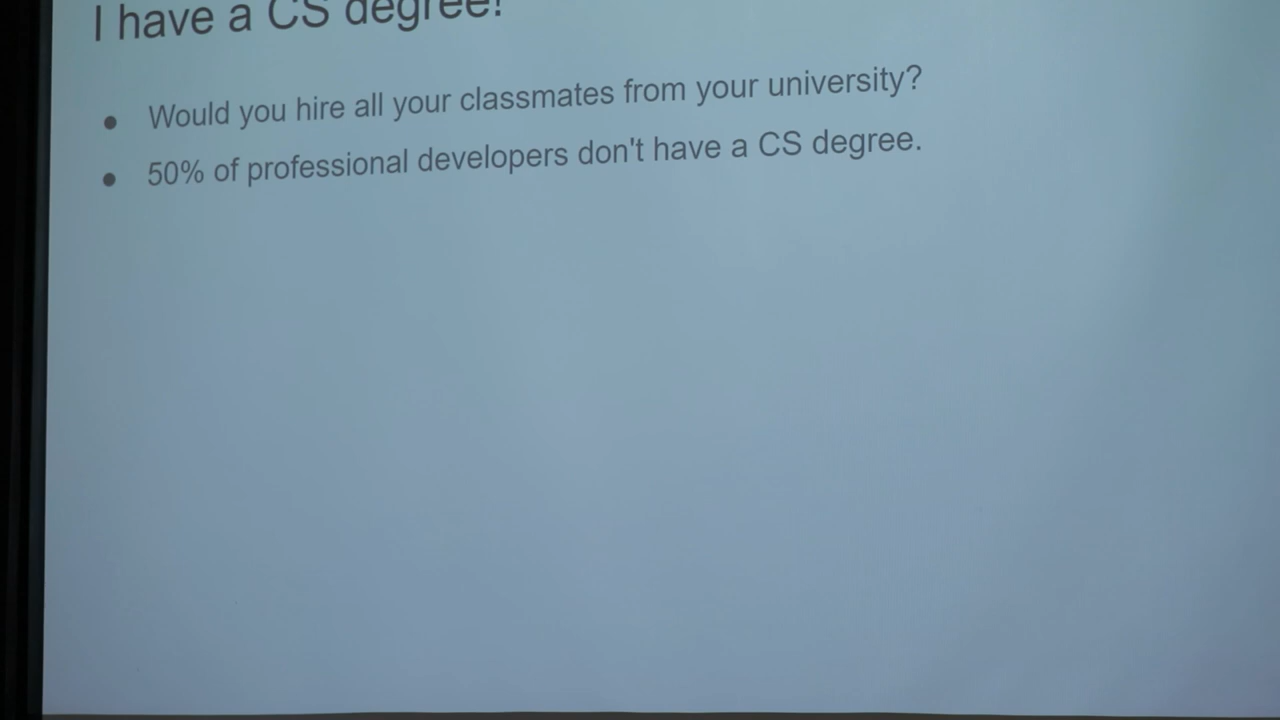 I have a CS degree!
• Would you hire all your classmates from your university?
• 50% of professional developers don't have a CS degree.